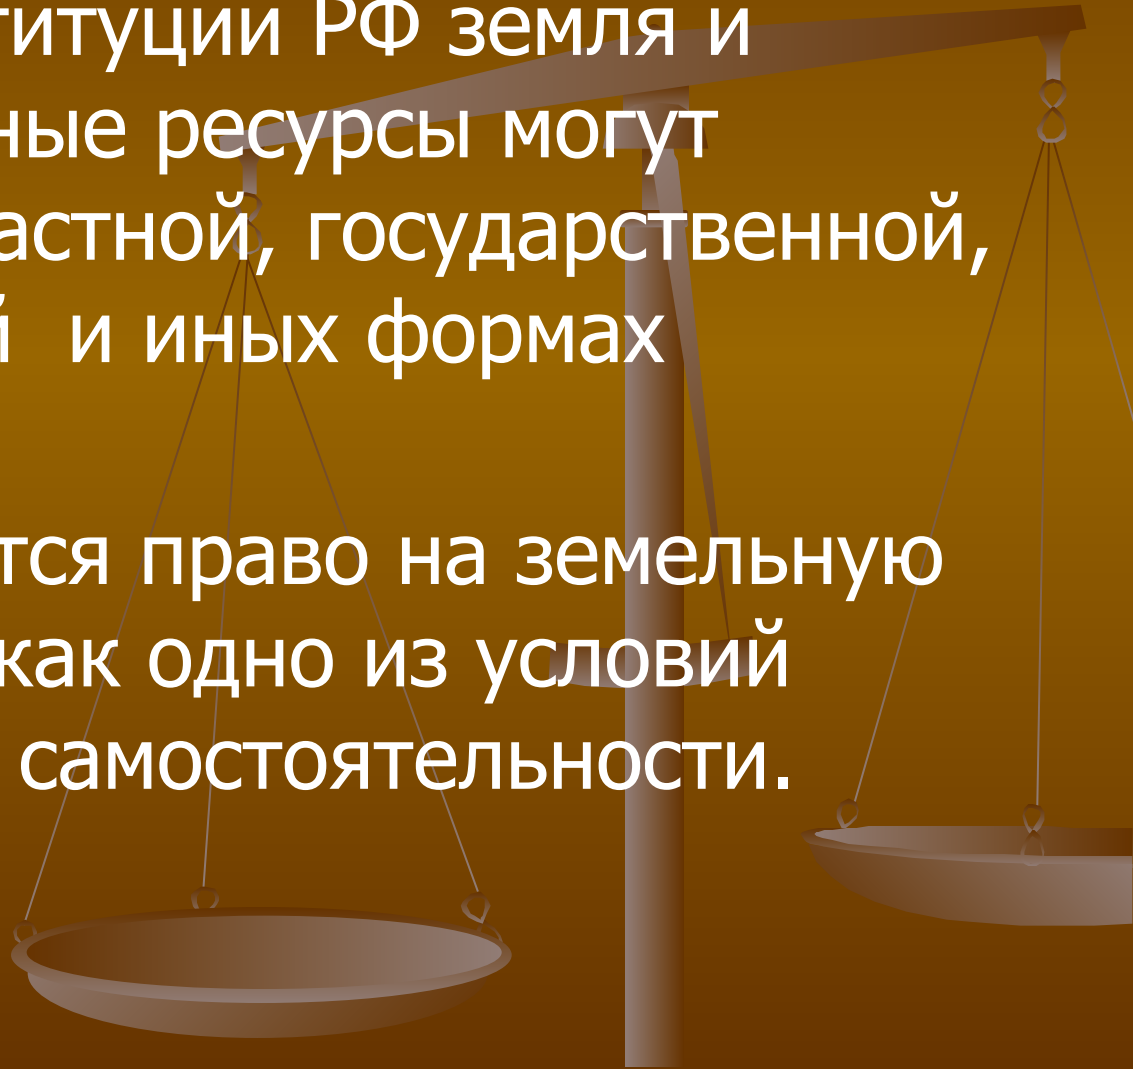 титуции РФ земля и
ные ресурсы могут
астной, государственной,
й и иных формах
тся право на земельную
как одно из условий
самостоятельности.